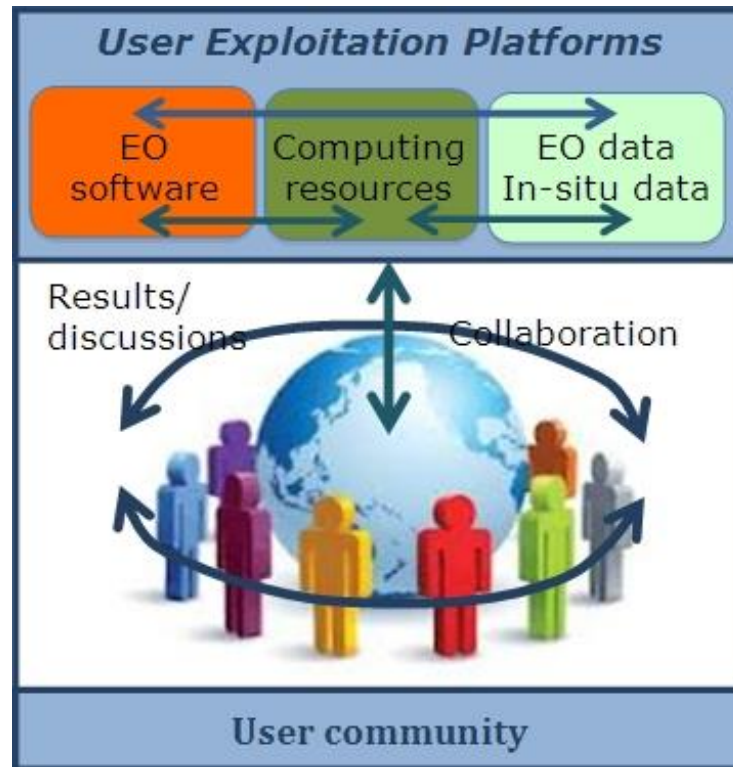 User Exploitation Platforms
EO
software
Computing
resources
EO data
In-situ data
Results/
discussions
Collaboration
User community